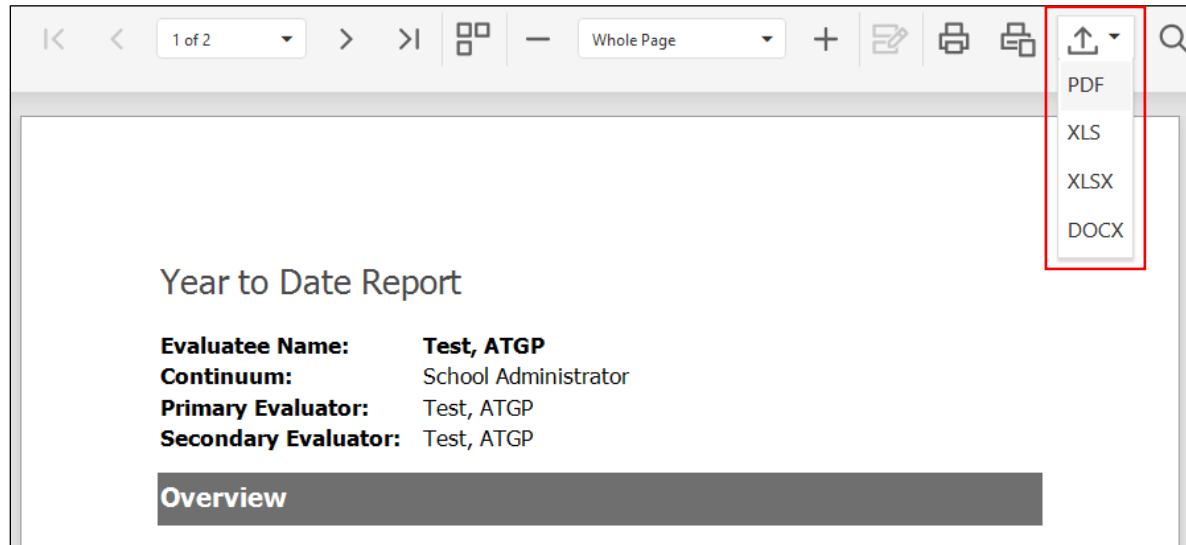 1 of 2
Whole Page
PDF
XLS
XLSX
DOCX
Year to Date Report
Evaluatee Name: Test, ATGP
Continuum: School Administrator
Primary Evaluator: Test, ATGP
Secondary Evaluator: Test, ATGP
Overview